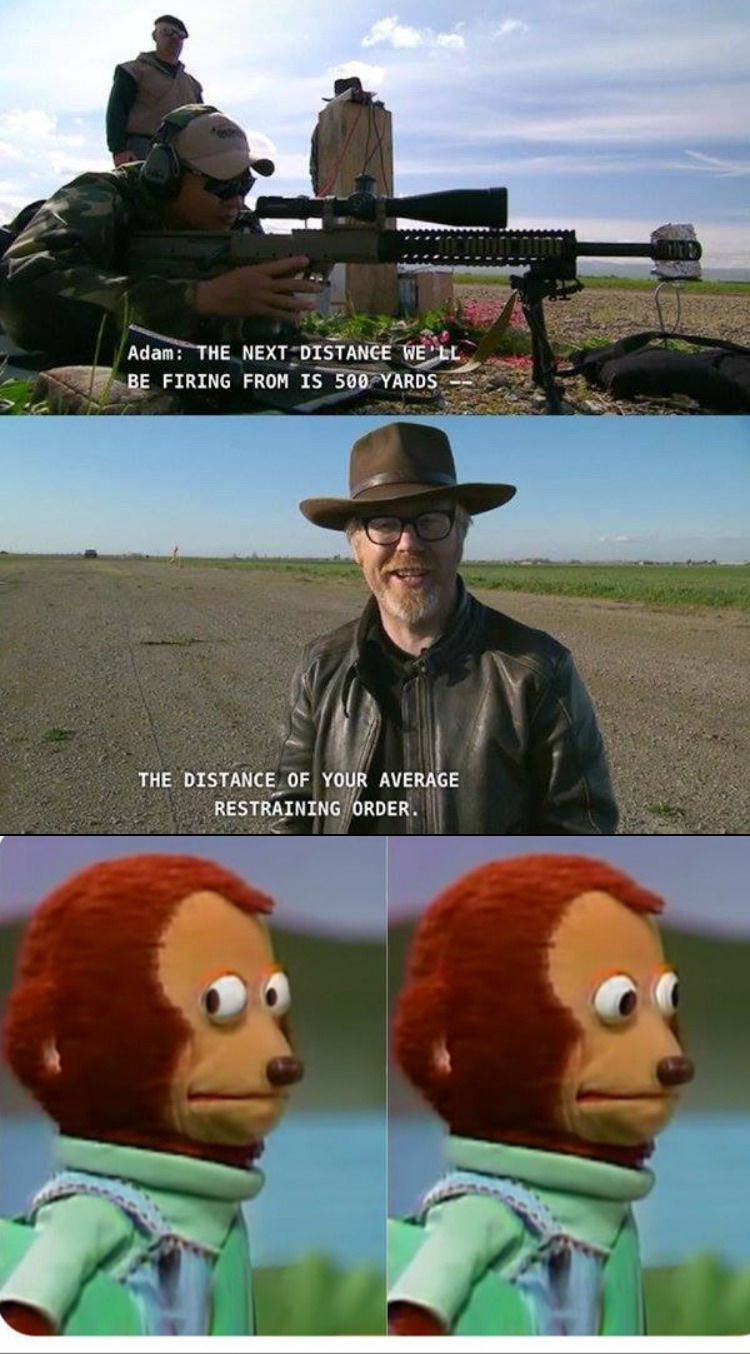 Adam: THE NEXT DISTANCE WE'LL
BE FIRING FROM IS 500 YARDS --
THE DISTANCE OF YOUR AVERAGE
RESTRAINING ORDER.